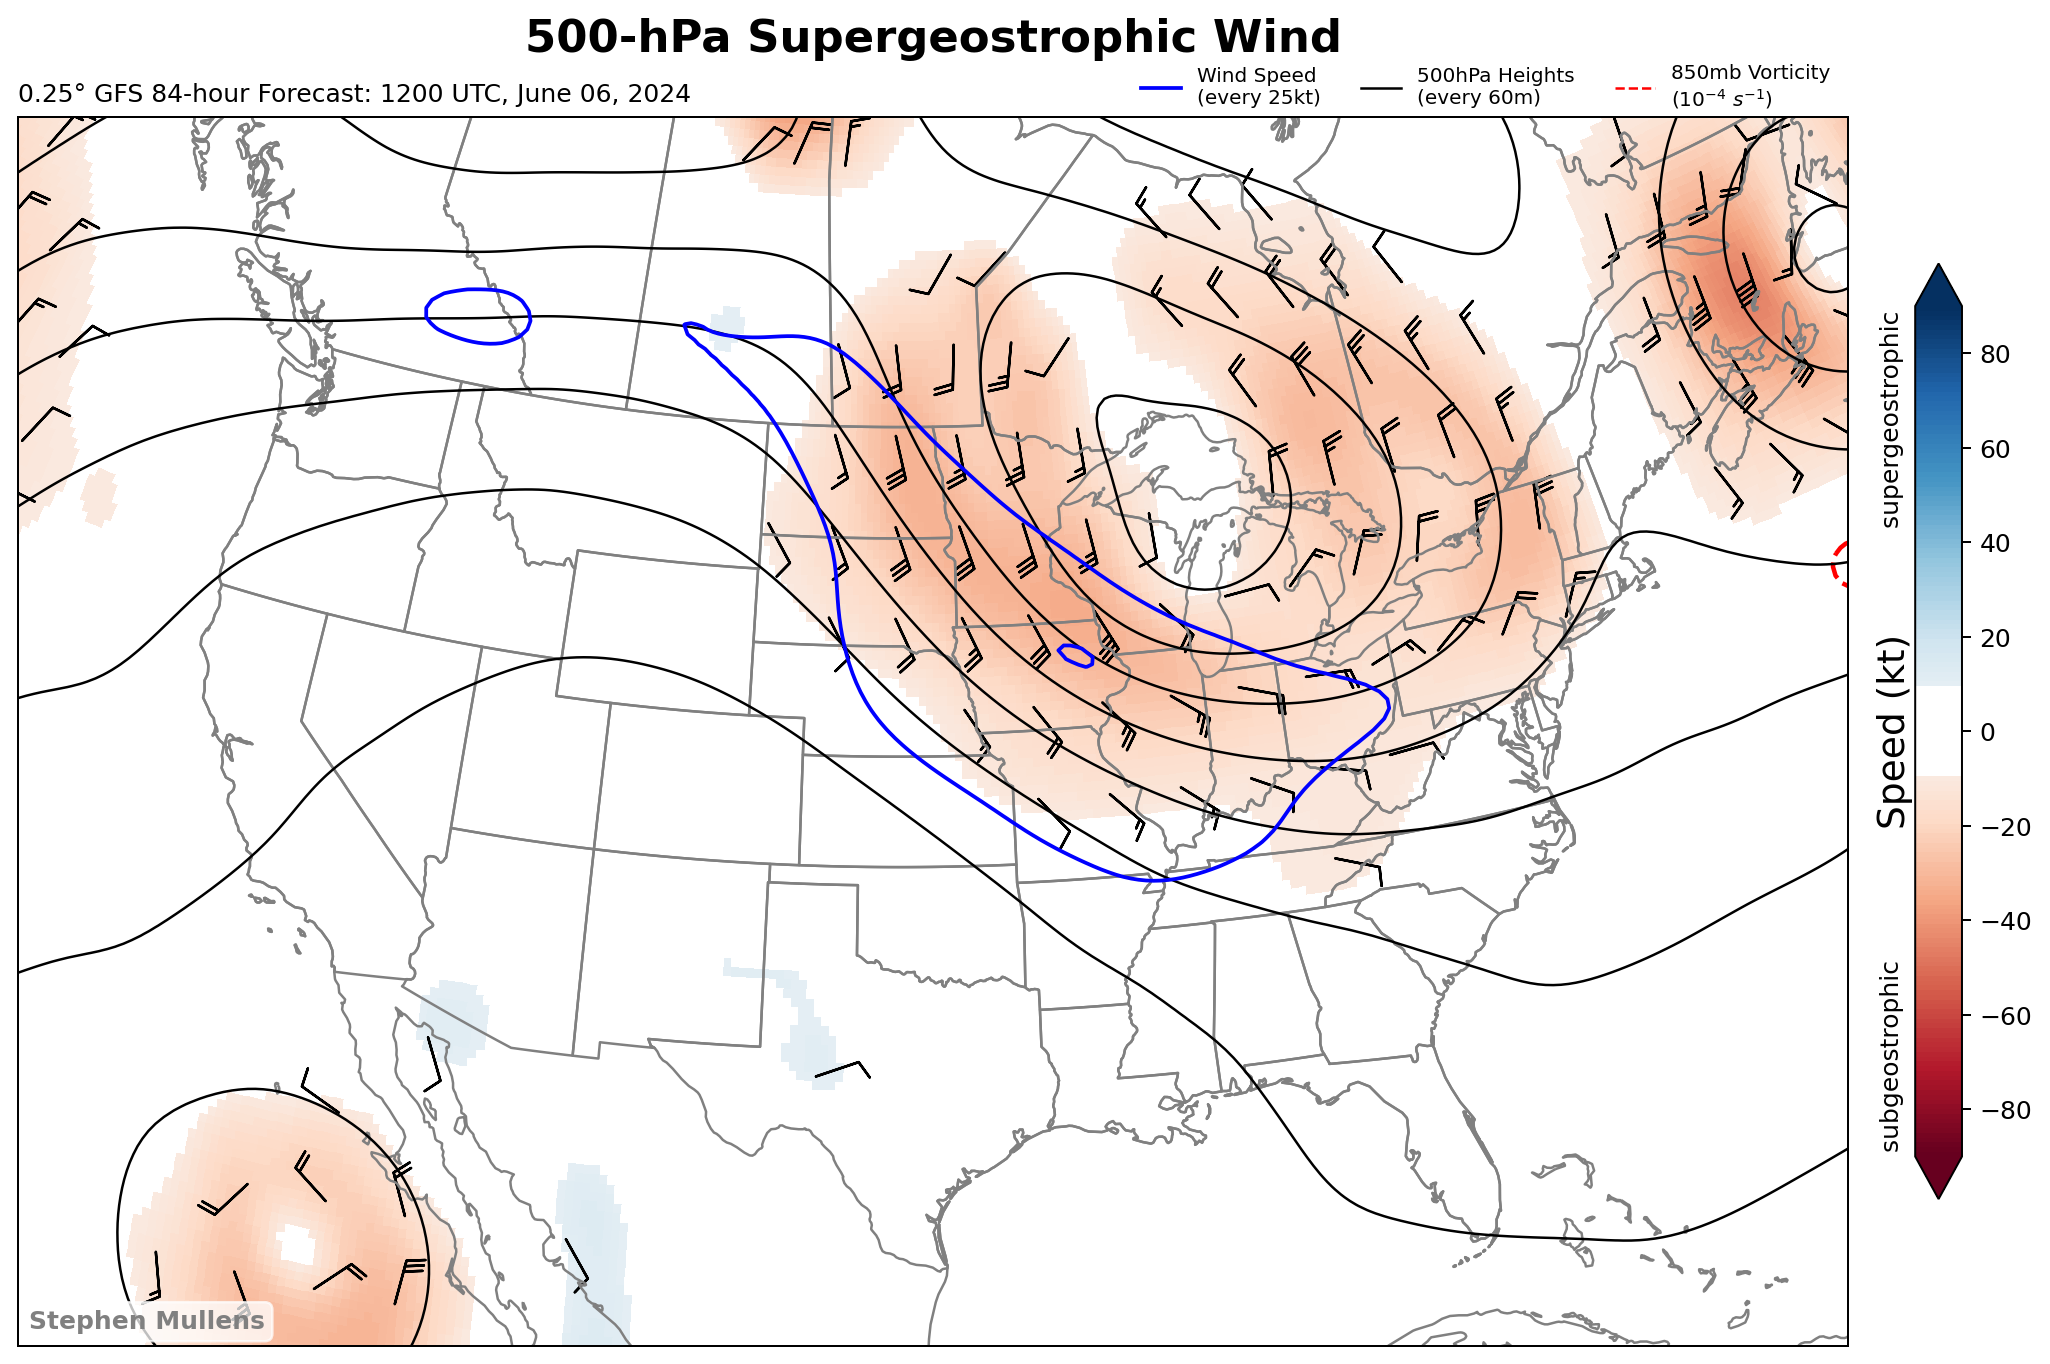 500-hPa Supergeostrophic Wind
0.25° GFS 84-hour Forecast: 1200 UTC, June 06, 2024
Wind Speed
(every 25kt)
500hPa Heights
(every 60m)
850mb Vorticity
(10⁻⁴ s⁻¹)
supergeostrophic
Speed (kt)
subgeostrophic
80
60
40
20
0
−20
−40
−60
−80
Stephen Mullens